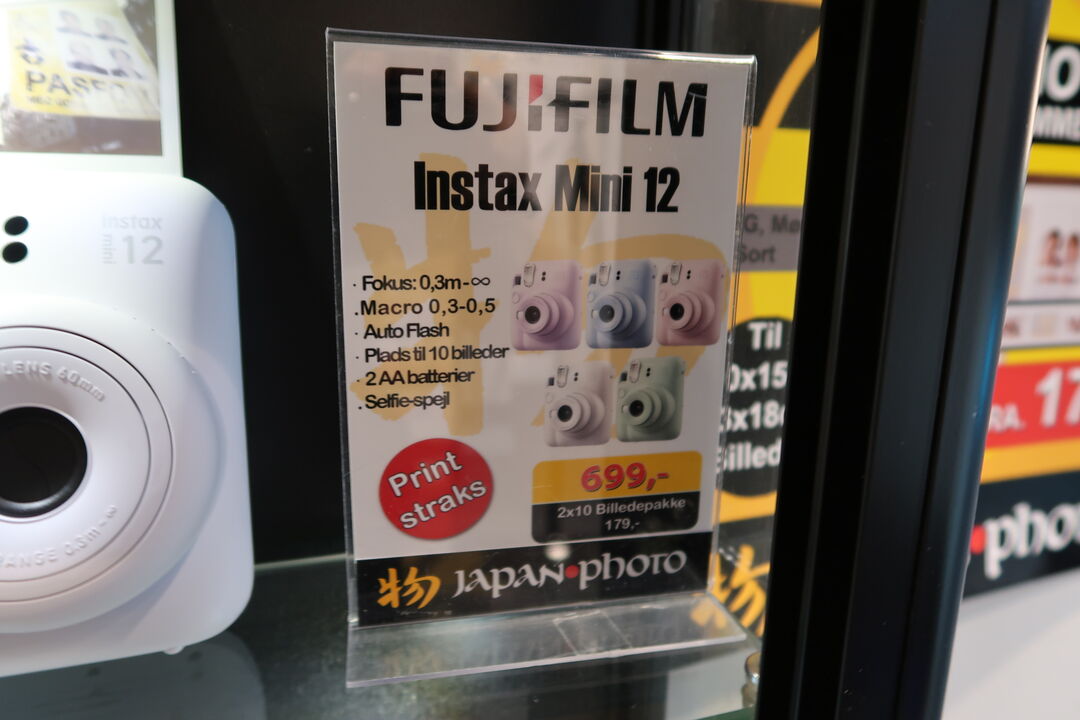 FUJIFILM
Instax Mini 12
· Fokus: 0,3m-∞
.Macro 0,3-0,5
· Auto Flash
· Plads til 10 billeder
· 2 AA batterier
· Selfie-spejl
Print
straks
699,-
2x10 Billedepakke
179,-
物 JAPAN•PHOTO
instax
mini 12
LENS 60mm
RANGE 0.3m-∞
Sort
Til